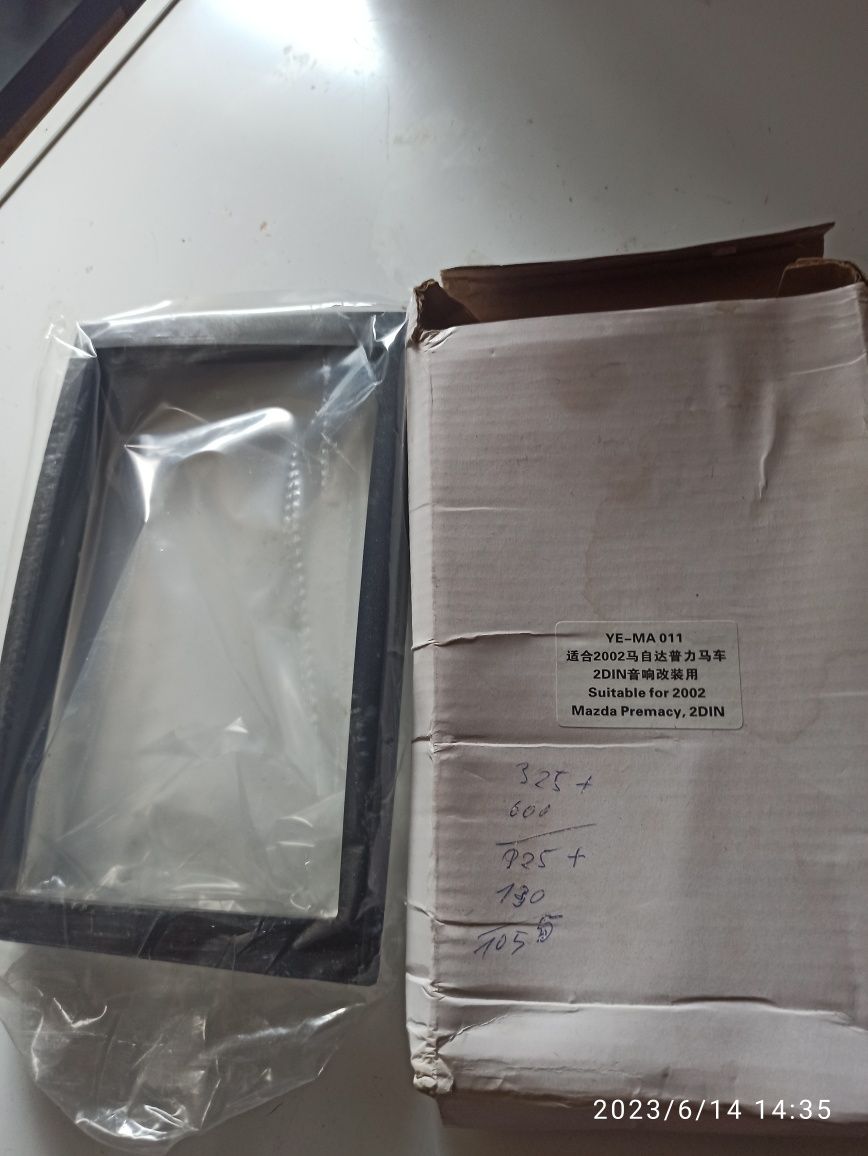 YE-MA 011
适合2002马自达普力马车
2DIN音响改装用
Suitable for 2002
Mazda Premacy, 2DIN
325 +
600
925 +
130
1055
2023/6/14 14:35